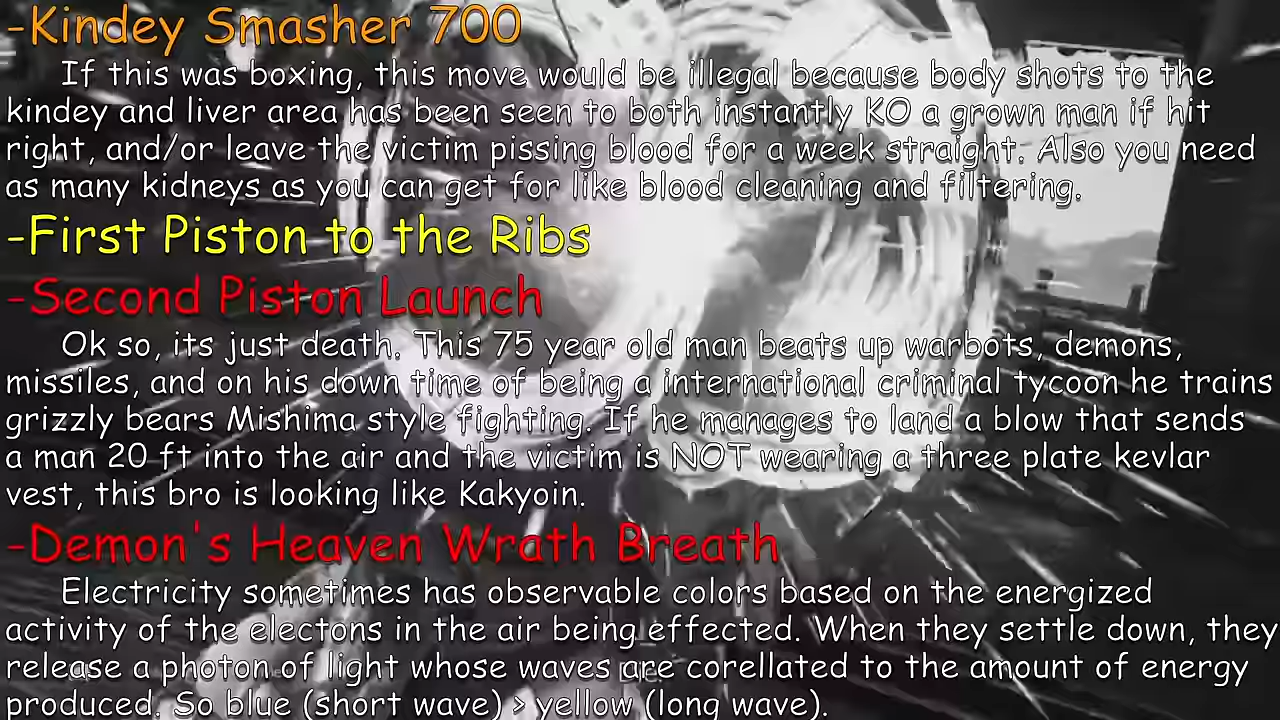 -Kindey Smasher 700
If this was boxing, this move would be illegal because body shots to the
kindey and liver area has been seen to both instantly KO a grown man if hit
right, and/or leave the victim pissing blood for a week straight. Also you need
as many kidneys as you can get for like blood cleaning and filtering.
-First Piston to the Ribs
-Second Piston Launch
Ok so, its just death. This 75 year old man beats up warbots, demons,
missiles, and on his down time of being a international criminal tycoon he trains
grizzly bears Mishima style fighting. If he manages to land a blow that sends
a man 20 ft into the air and the victim is NOT wearing a three plate kevlar
vest, this bro is looking like Kakyoin.
-Demon's Heaven Wrath Breath
Electricity sometimes has observable colors based on the energized
activity of the electons in the air being effected. When they settle down, they
release a photon of light whose waves are corellated to the amount of energy
produced. So blue (short wave) > yellow (long wave).